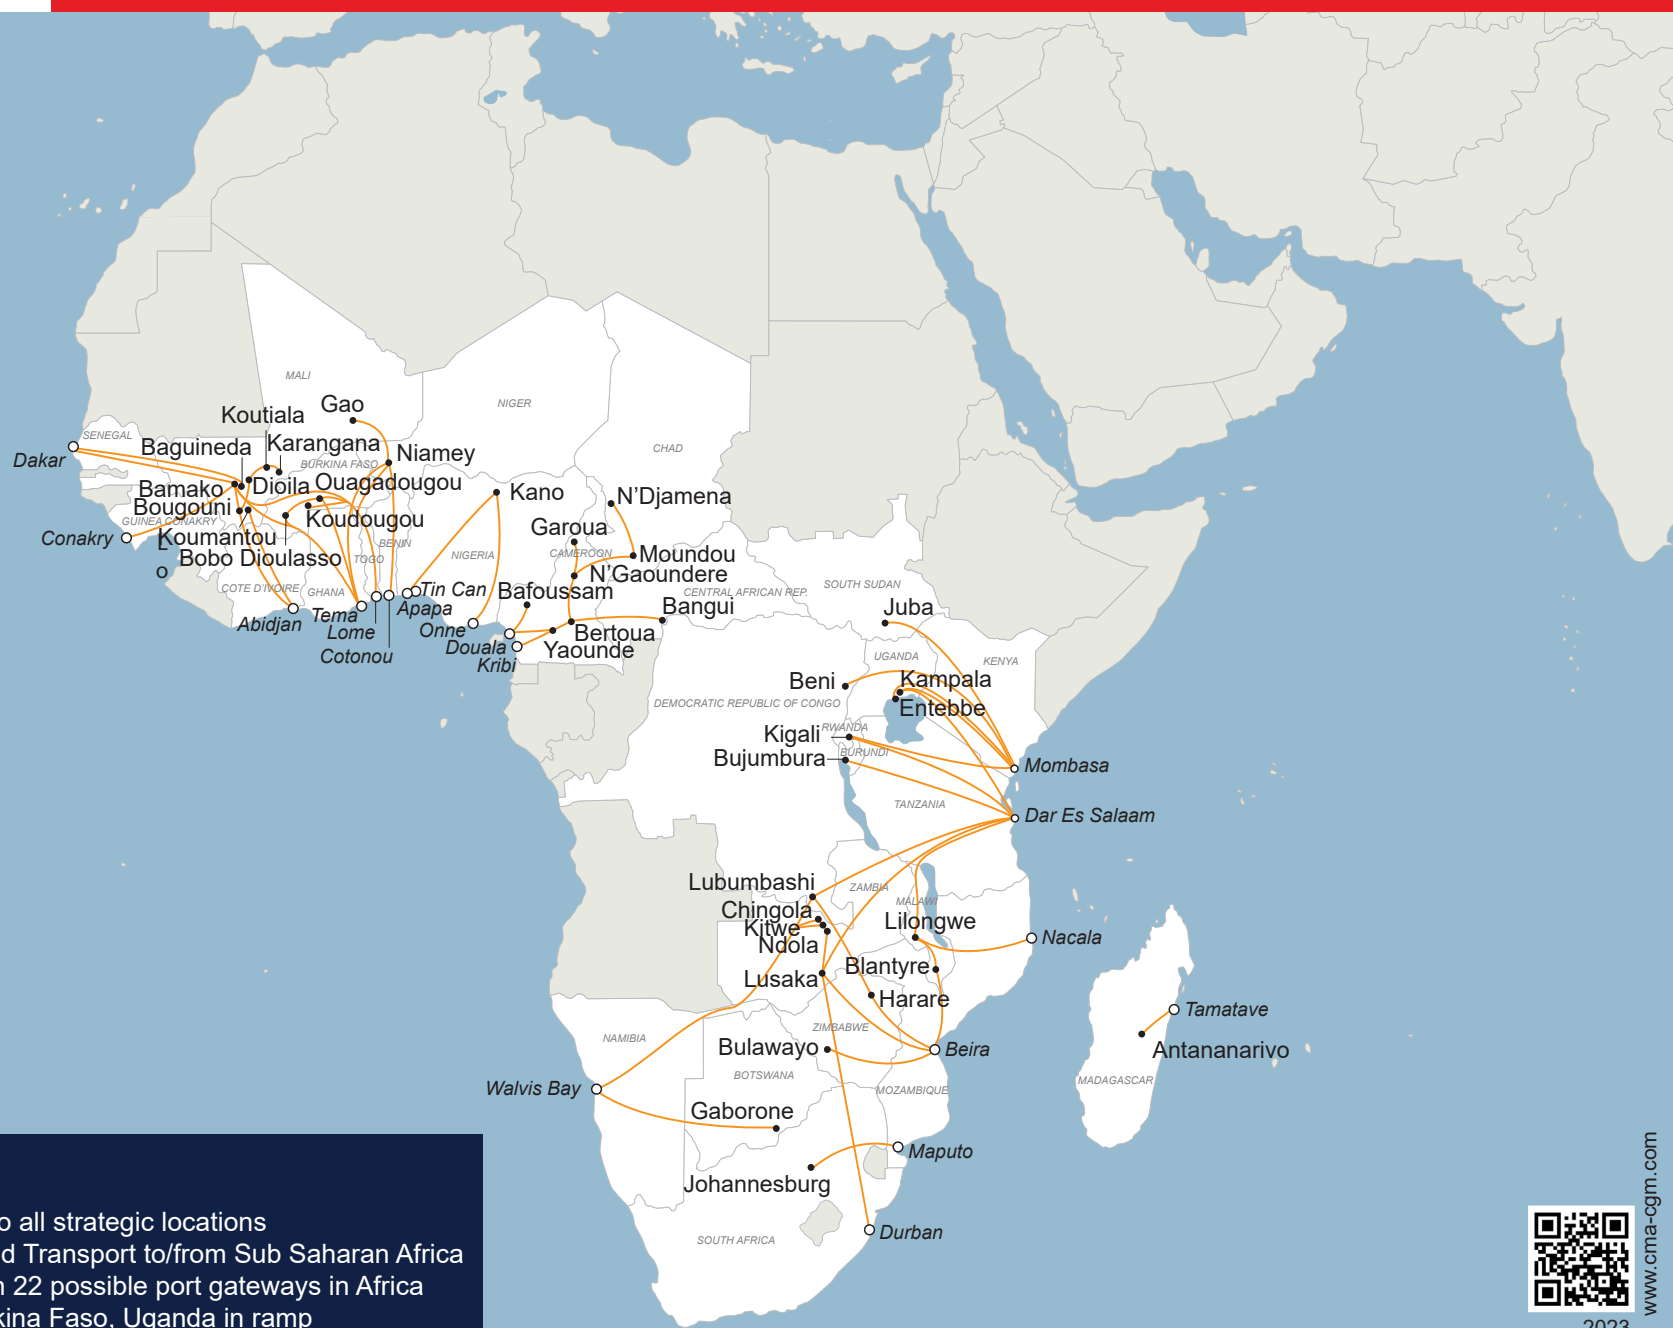 MALI
NIGER
Gao
Koutiala
SENEGAL
Baguineda
Karangana
CHAD
Niamey
Dakar
BURKINA FASO
Bamako
Dioila
Ouagadougou
Kano
N'Djamena
Bougouni
GUINEA CONAKRY
Koudougou
Garoua
Conakry
Koumantou
L
o
BENIN
Bobo Dioulasso
TOGO
NIGERIA
CAMEROON
Moundou
N'Gaoundere
COTE D'IVOIRE
GHANA
Tin Can
Bafoussam
CENTRAL AFRICAN REP.
SOUTH SUDAN
Abidjan
Tema
Apapa
Bangui
Juba
Lome
Onne
Bertoua
Cotonou
Douala
Yaounde
Kribi
UGANDA
KENYA
Beni
Kampala
DEMOCRATIC REPUBLIC OF CONGO
Entebbe
RWANDA
Kigali
BURUNDI
Bujumbura
Mombasa
TANZANIA
Dar Es Salaam
Lubumbashi
ZAMBIA
MALAWI
Chingola
Kitwe
Lilongwe
Ndola
Nacala
Lusaka
Blantyre
Harare
Tamatave
NAMIBIA
ZIMBABWE
Bulawayo
Beira
Antananarivo
BOTSWANA
MADAGASCAR
Walvis Bay
MOZAMBIQUE
Gaborone
Maputo
Johannesburg
Durban
SOUTH AFRICA
o all strategic locations
d Transport to/from Sub Saharan Africa
n 22 possible port gateways in Africa
kina Faso, Uganda in ramp
www.cma-cgm.com
2023